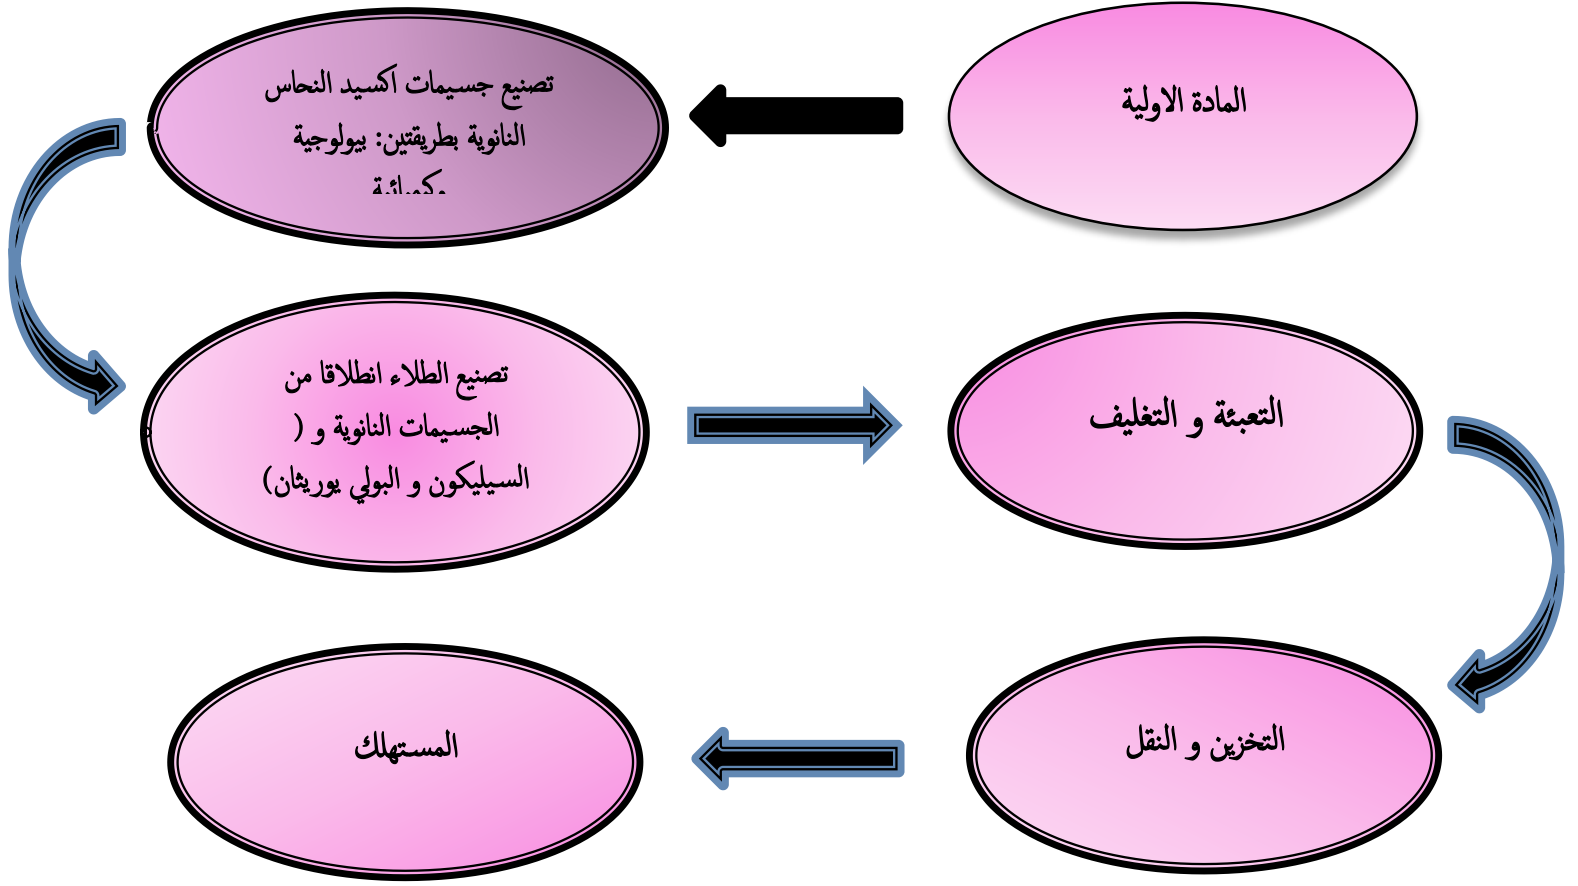 المادة الاولية
تصنيع جسيمات اكسيد النحاس
النانوية بطريقتين: بيولوجية
وكميائية
تصنيع الطلاء انطلاقا من
الجسيمات النانوية و (
السيليكون و البولي يوريثان)
التعبئة و التغليف
التخزين و النقل
المستهلك